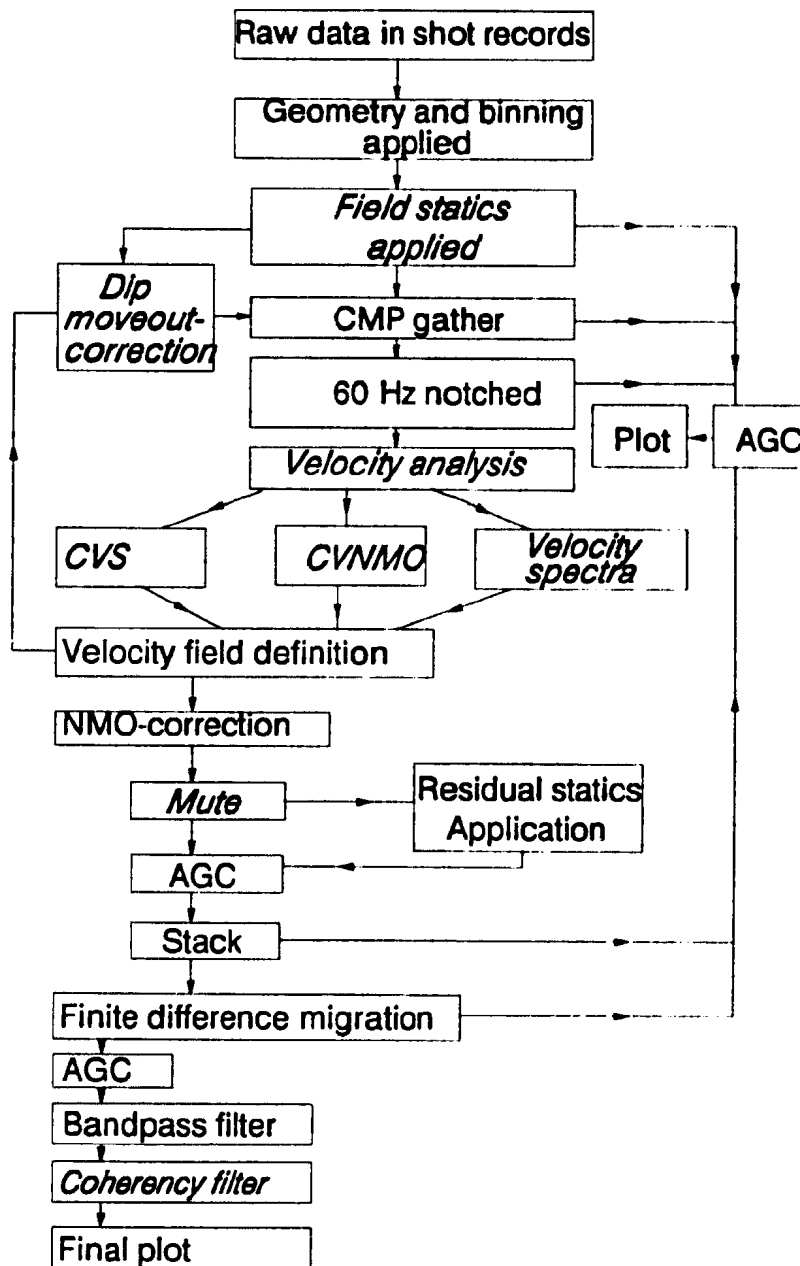 Raw data in shot records
Geometry and binning
applied
Field statics
applied
Dip
moveout-
correction
CMP gather
60 Hz notched
Plot
AGC
Velocity analysis
CVS
CVNMO
Velocity
spectra
Velocity field definition
NMO-correction
Mute
Residual statics
Application
AGC
Stack
Finite difference migration
AGC
Bandpass filter
Coherency filter
Final plot